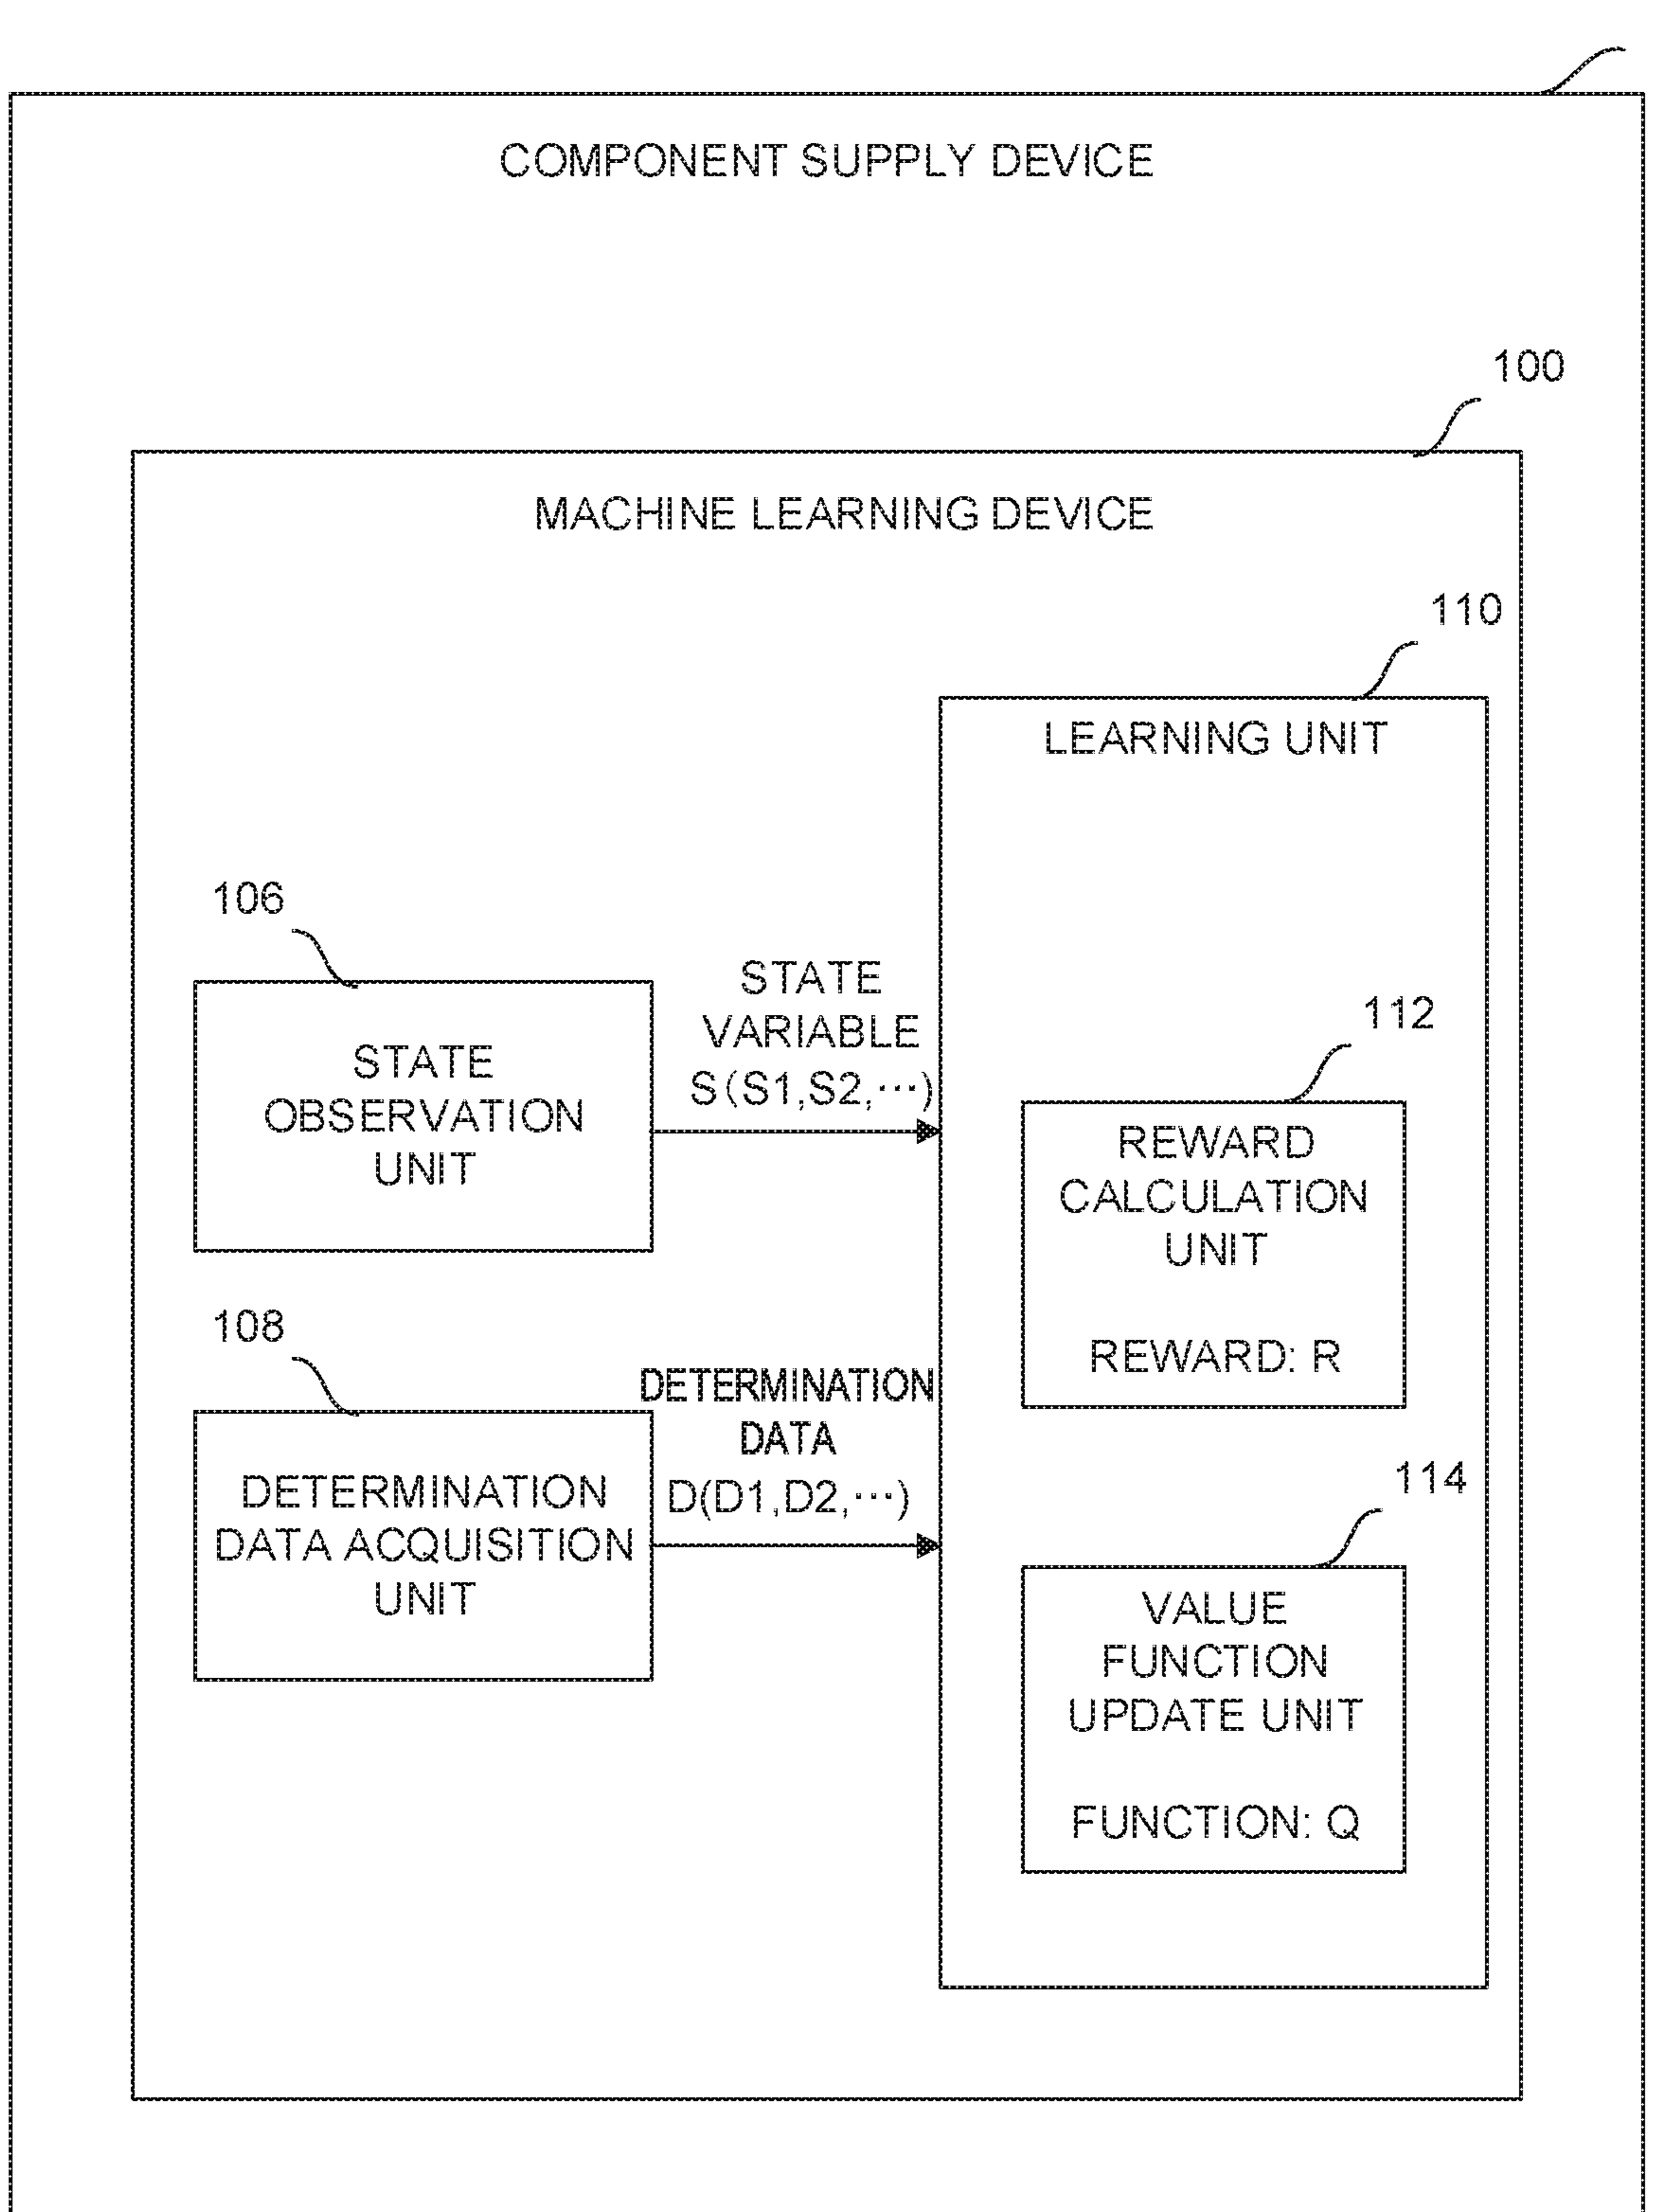 COMPONENT SUPPLY DEVICE
100
MACHINE LEARNING DEVICE
110
LEARNING UNIT
106
STATE
OBSERVATION
UNIT
STATE
VARIABLE
S(S1,S2,⋯)
112
REWARD
CALCULATION
UNIT
REWARD: R
108
DETERMINATION
DATA ACQUISITION
UNIT
DETERMINATION
DATA
D(D1,D2,⋯)
114
VALUE
FUNCTION
UPDATE UNIT
FUNCTION: Q